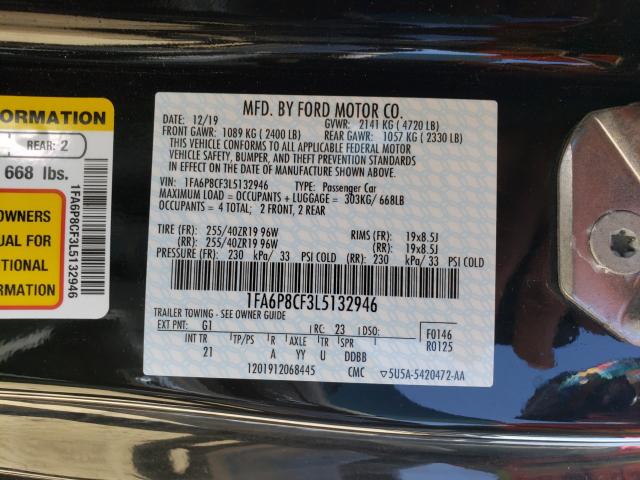 ORMATION
REAR: 2
668 lbs.
OWNERS
UAL FOR
TIONAL
ORMATION
1FA6P8CF3L5132946
MFD. BY FORD MOTOR CO.
DATE: 12/19 GVWR: 2141 KG ( 4720 LB)
FRONT GAWR: 1089 KG ( 2400 LB) REAR GAWR: 1057 KG ( 2330 LB)
THIS VEHICLE CONFORMS TO ALL APPLICABLE FEDERAL MOTOR
VEHICLE SAFETY, BUMPER, AND THEFT PREVENTION STANDARDS
IN EFFECT ON THE DATE OF MANUFACTURE SHOWN ABOVE.
VIN: 1FA6P8CF3L5132946 TYPE: Passenger Car
MAXIMUM LOAD = OCCUPANTS + LUGGAGE = 303KG/ 668LB
OCCUPANTS = 4 TOTAL; 2 FRONT, 2 REAR
TIRE (FR): 255/40ZR19 96W RIMS (FR): 19x8.5J
(RR): 255/40ZR19 96W (RR): 19x8.5J
PRESSURE (FR): 230 kPa/ 33 PSI COLD (RR): 230 kPa/ 33 PSI COLD
1FA6P8CF3L5132946
TRAILER TOWING - SEE OWNER GUIDE
EXT PNT: G1 RC: 23 DSO: F0146
INT TR TP/PS R AXLE TR SPR R0125
21 A YY U DDBB
1201912068445 CMC 5U5A-5420472-AA